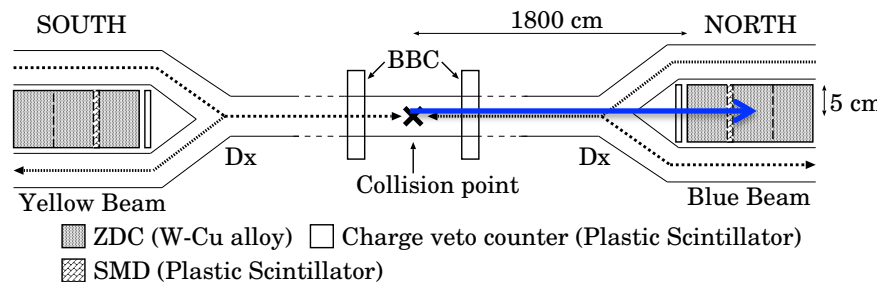 1800 cm
SOUTH
NORTH
BBC
5 cm
Dx
Dx
Collision point
Yellow Beam
Blue Beam
ZDC (W-Cu alloy) Charge veto counter (Plastic Scintillator)
SMD (Plastic Scintillator)